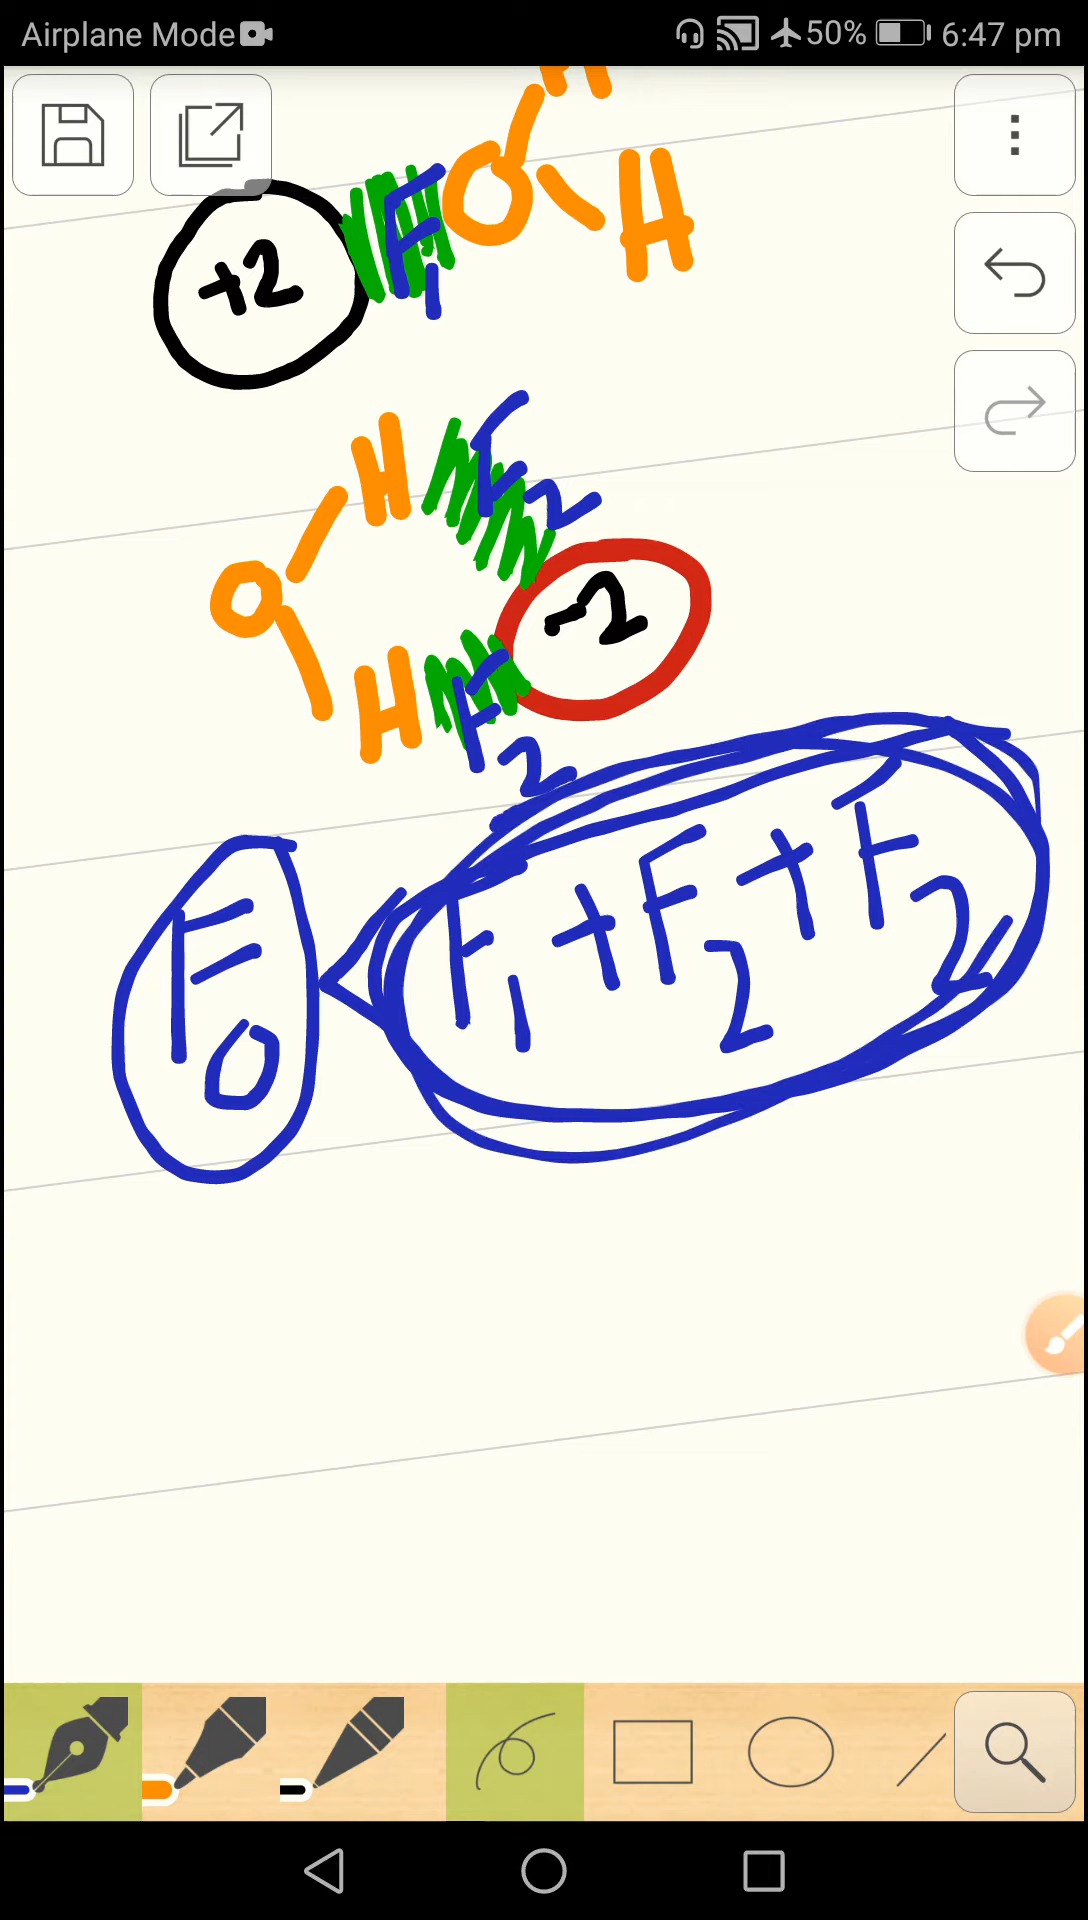 Airplane Mode 50% 6:47 pm
H
+2 F1 O H
H F2
O -2
H F2
F0 < F1 + F2 + F2